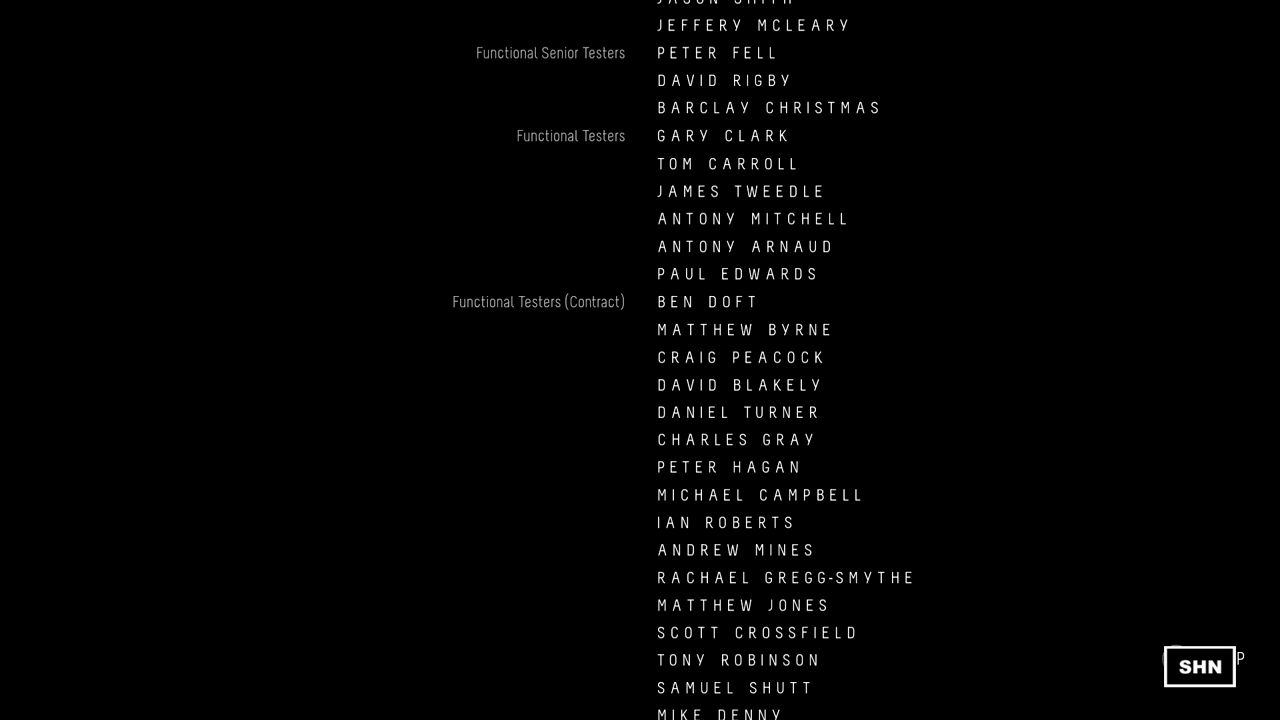 JASON SMITH
JEFFERY MCLEARY
Functional Senior Testers PETER FELL
DAVID RIGBY
BARCLAY CHRISTMAS
Functional Testers GARY CLARK
TOM CARROLL
JAMES TWEEDLE
ANTONY MITCHELL
ANTONY ARNAUD
PAUL EDWARDS
Functional Testers (Contract) BEN DOFT
MATTHEW BYRNE
CRAIG PEACOCK
DAVID BLAKELY
DANIEL TURNER
CHARLES GRAY
PETER HAGAN
MICHAEL CAMPBELL
IAN ROBERTS
ANDREW MINES
RACHAEL GREGG-SMYTHE
MATTHEW JONES
SCOTT CROSSFIELD
TONY ROBINSON
SHN
SAMUEL SHUTT
MIKE DENNY